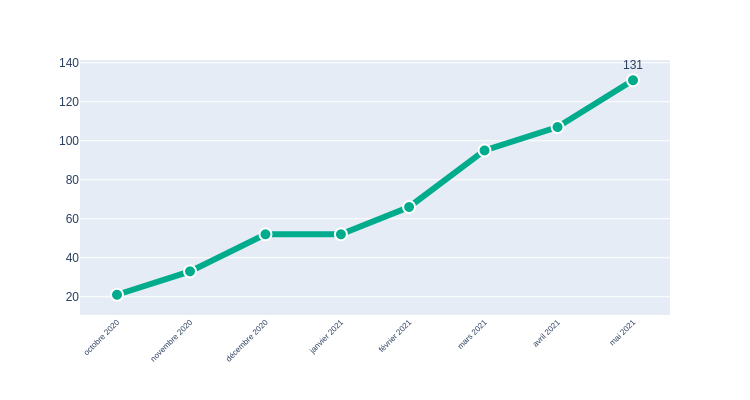 131
140
120
100
80
60
40
20
octobre 2020
novembre 2020
décembre 2020
janvier 2021
février 2021
mars 2021
avril 2021
mai 2021